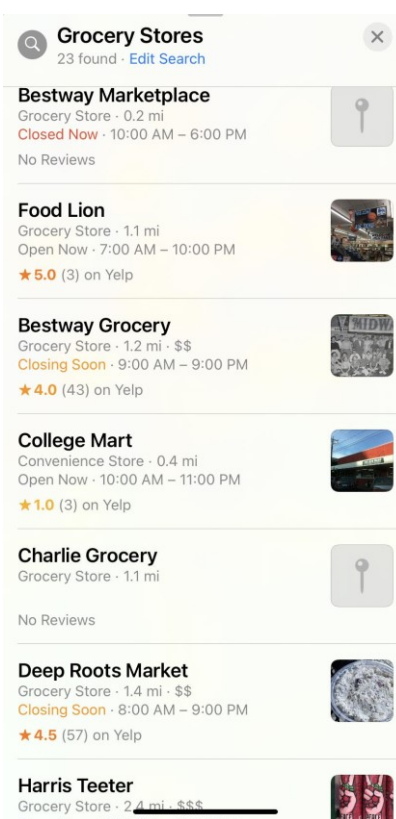 Grocery Stores
23 found · Edit Search
Bestway Marketplace
Grocery Store · 0.2 mi
Closed Now · 10:00 AM – 6:00 PM
No Reviews
Food Lion
Grocery Store · 1.1 mi
Open Now · 7:00 AM – 10:00 PM
★5.0 (3) on Yelp
Bestway Grocery
Grocery Store · 1.2 mi · $$
Closing Soon · 9:00 AM – 9:00 PM
★4.0 (43) on Yelp
MIDW
College Mart
Convenience Store · 0.4 mi
Open Now · 10:00 AM – 11:00 PM
★1.0 (3) on Yelp
Charlie Grocery
Grocery Store · 1.1 mi
No Reviews
Deep Roots Market
Grocery Store · 1.4 mi · $$
Closing Soon · 8:00 AM – 9:00 PM
★4.5 (57) on Yelp
Harris Teeter
Grocery Store · 2.4 mi · $$$